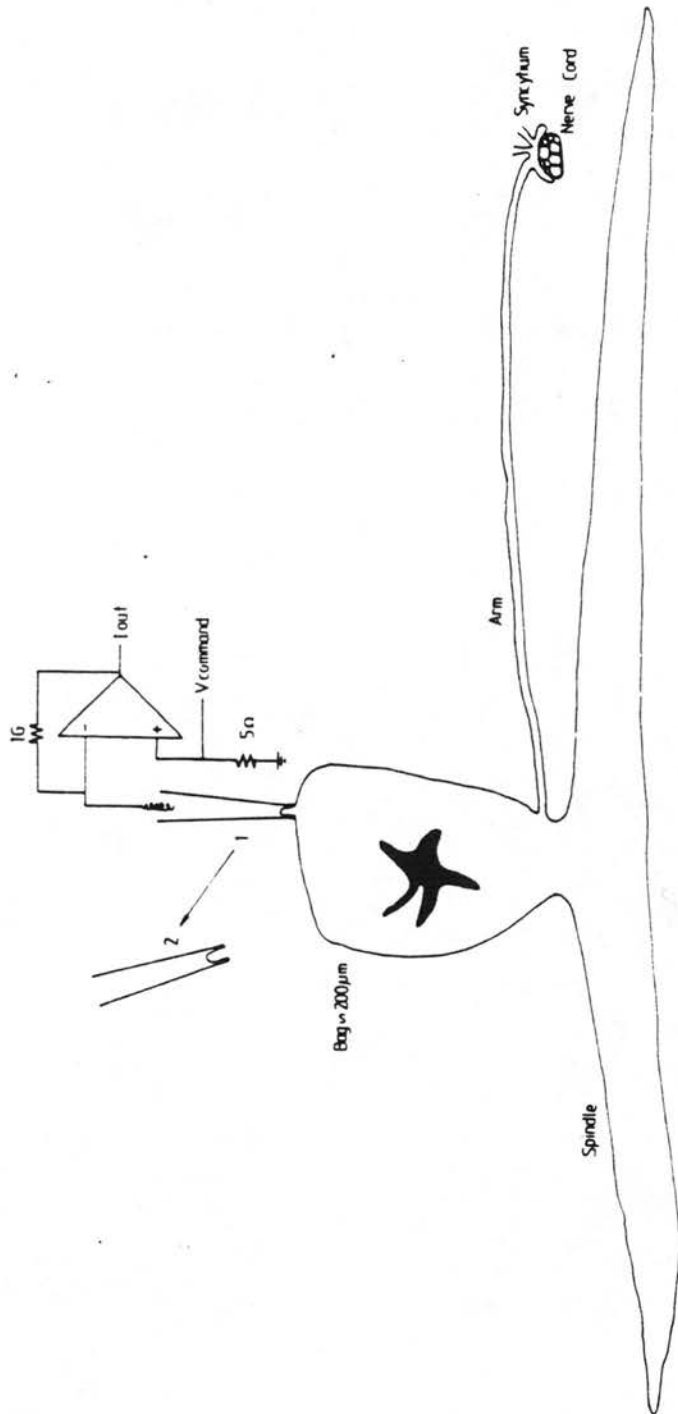 1G
I out
V command
5Ω
-
+
1
2
Bag ~ 200µm
Arm
Syncytium
Nerve Cord
Spindle